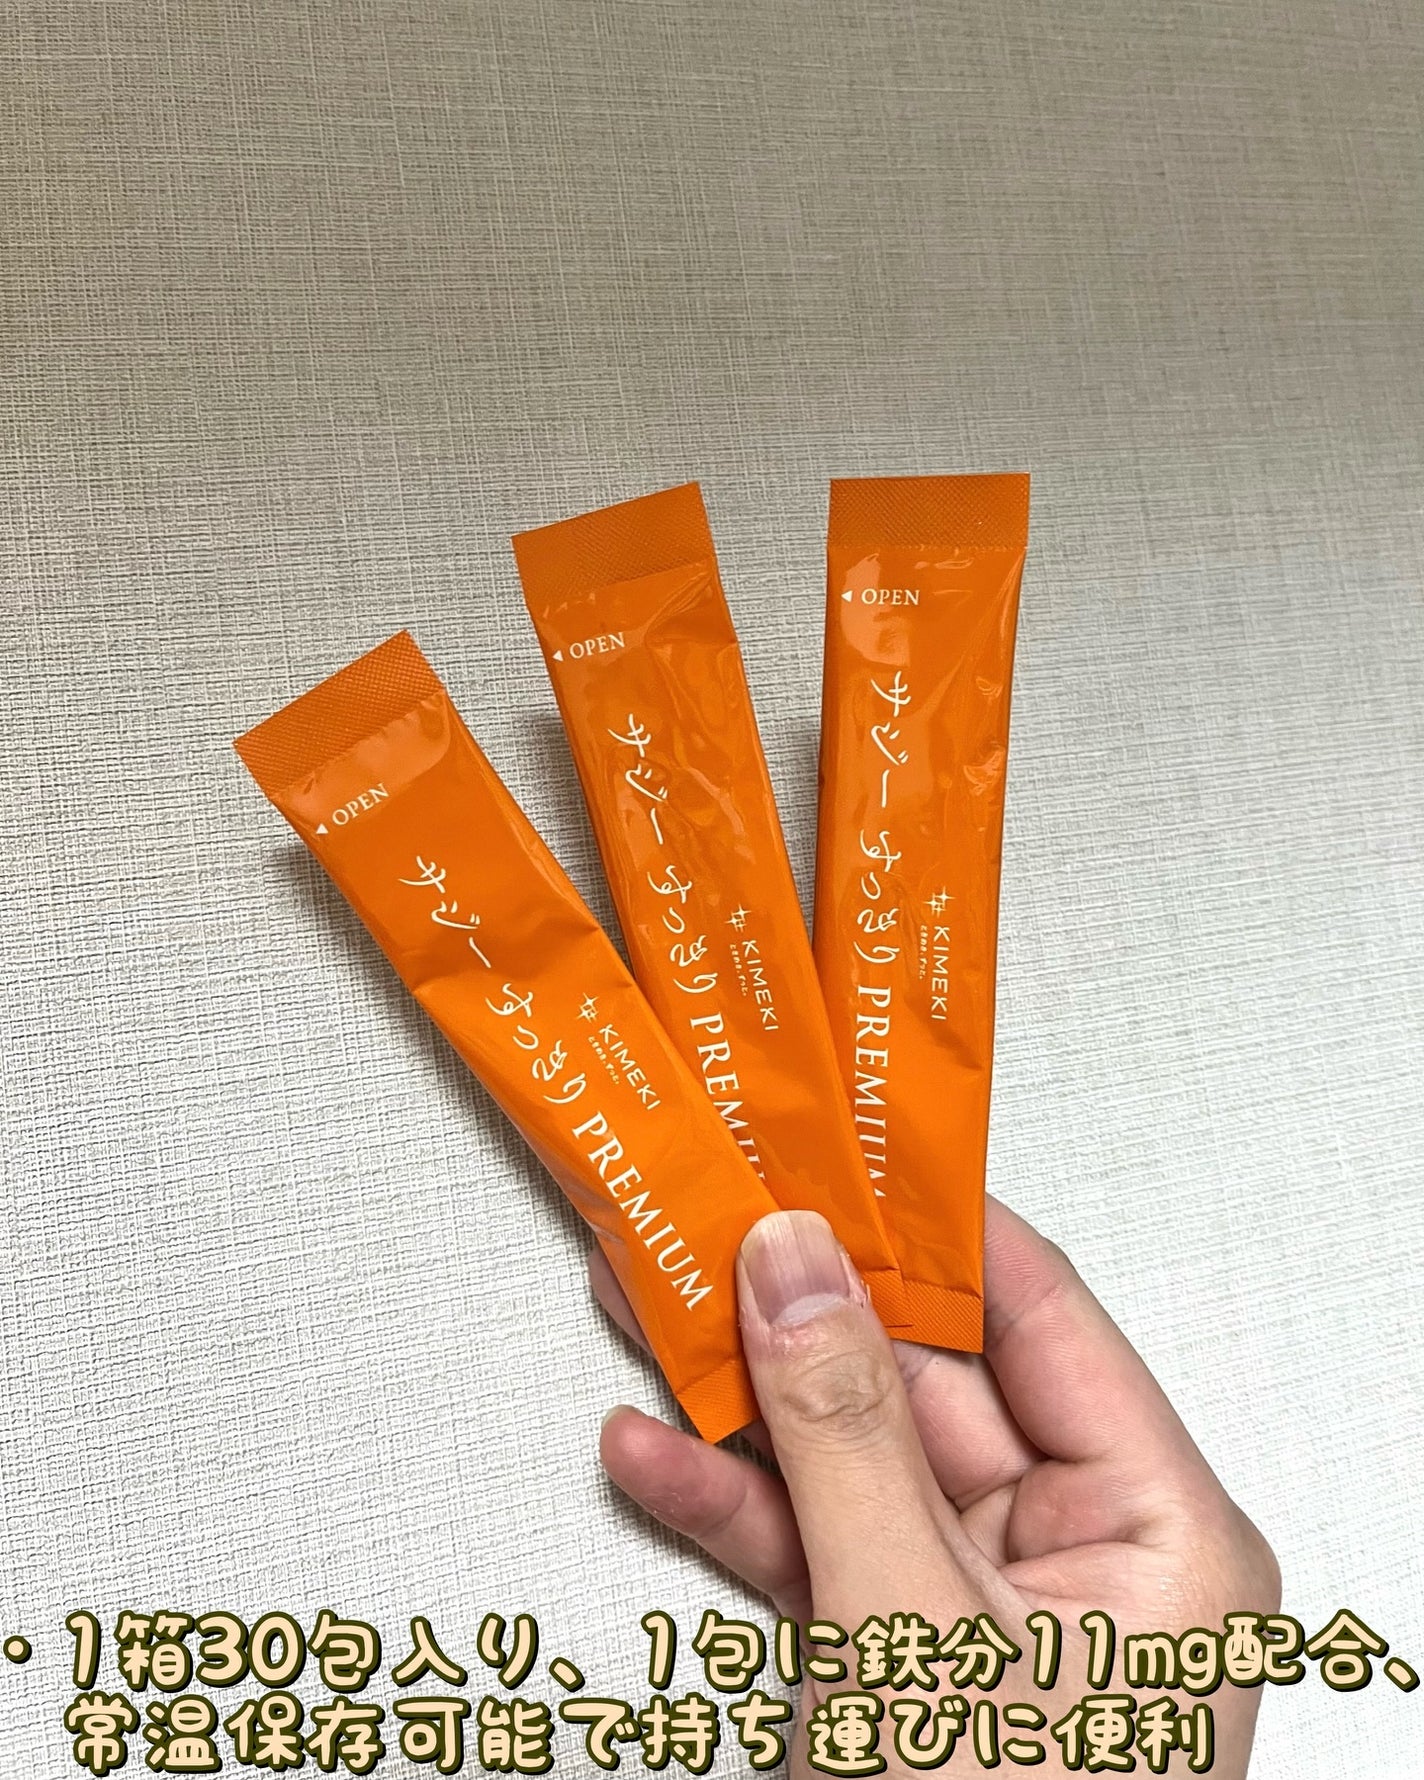 OPEN
サジー すっきり PREMIUM
KIMEKI
OPEN
サジー すっきり PREMIU
KIMEKI
OPEN
サジー すっきり PREMIUM
KIMEKI
・1箱30包入り、1包に鉄分11mg配合、
常温保存可能で持ち運びに便利